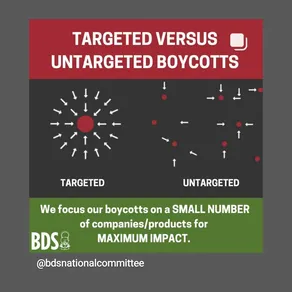 TARGETED VERSUS
UNTARGETED BOYCOTTS
TARGETED
UNTARGETED
We focus our boycotts on a SMALL NUMBER
of companies/products for
MAXIMUM IMPACT.
BDS
@bdsnationalcommittee